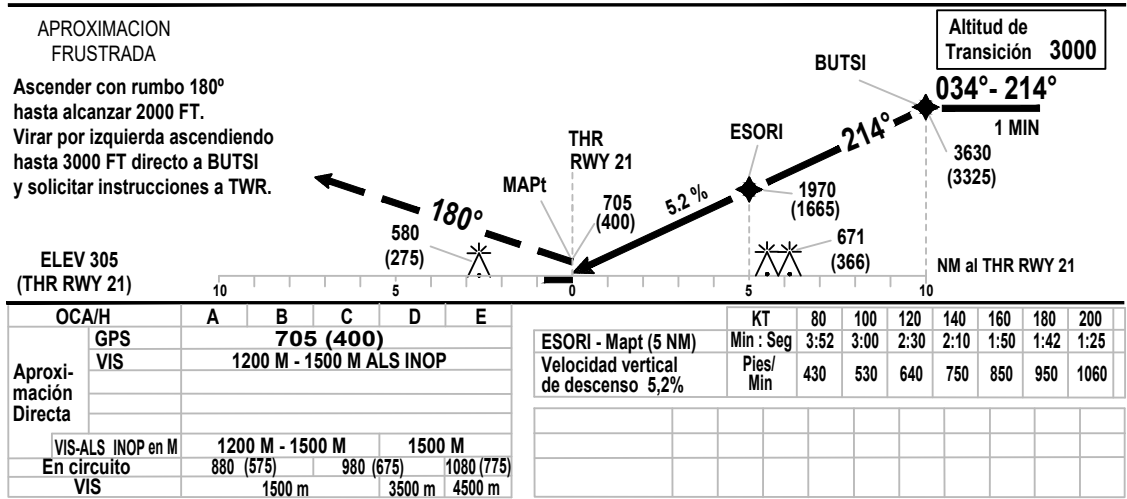 APROXIMACION
FRUSTRADA
Ascender con rumbo 180º
hasta alcanzar 2000 FT.
Virar por izquierda ascendiendo
hasta 3000 FT directo a BUTSI
y solicitar instrucciones a TWR.
Altitud de
Transición 3000
BUTSI
034°- 214°
1 MIN
3630
(3325)
214°
ESORI
1970
(1665)
5.2 %
THR
RWY 21
MAPt
705
(400)
180°
580
(275)
671
(366)
ELEV 305
(THR RWY 21)
NM al THR RWY 21
10 5 0 5 10
OCA/H A B C D E
GPS 705 (400)
VIS 1200 M - 1500 M ALS INOP
Aproxi-
mación
Directa
VIS-ALS INOP en M 1200 M - 1500 M 1500 M
En circuito 880 (575) 980 (675) 1080 (775)
VIS 1500 m 3500 m 4500 m
KT 80 100 120 140 160 180 200
ESORI - Mapt (5 NM) Min : Seg 3:52 3:00 2:30 2:10 1:50 1:42 1:25
Velocidad vertical
de descenso 5,2%
Pies/
Min
430 530 640 750 850 950 1060